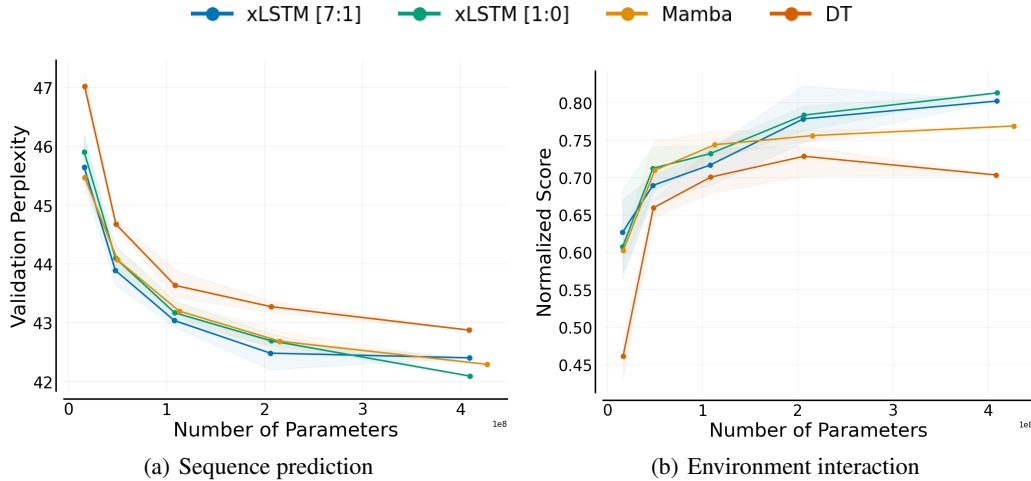 xLSTM [7:1] xLSTM [1:0] Mamba DT
Validation Perplexity
47
46
45
44
43
42
0 1 2 3 4
1e8
Number of Parameters
(a) Sequence prediction
Normalized Score
0.80
0.75
0.70
0.65
0.60
0.55
0.50
0.45
0 1 2 3 4
1e8
Number of Parameters
(b) Environment interaction